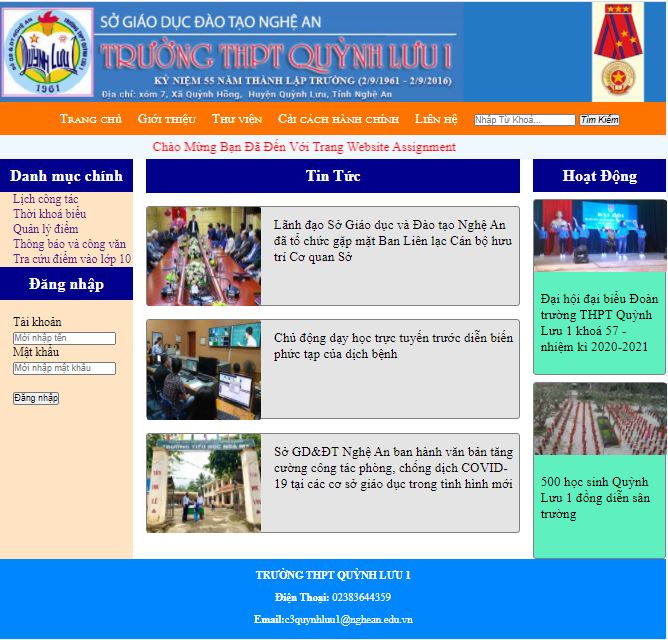 SỞ GIÁO DỤC ĐÀO TẠO NGHỆ AN
TRƯỜNG THPT QUỲNH LƯU 1
KỶ NIỆM 55 NĂM THÀNH LẬP TRƯỜNG (2/9/1961 - 2/9/2016)
Địa chỉ: xóm 7, Xã Quỳnh Hồng, Huyện Quỳnh Lưu, Tỉnh Nghệ An
QUỲNH LƯU 1
1961
Trang chủ Giới thiệu Thư viện Cải cách hành chính Liên hệ Nhập Từ Khoá... Tìm Kiếm
Chào Mừng Bạn Đã Đến Với Trang Website Assignment
Danh mục chính
Lịch công tác
Thời khoá biểu
Quản lý điểm
Thông báo và công văn
Tra cứu điểm vào lớp 10
Đăng nhập
Tài khoản
Mời nhập tên
Mật khẩu
Mời nhập mật khẩu
Đăng nhập
Tin Tức
Lãnh đạo Sở Giáo dục và Đào tạo Nghệ An
đã tổ chức gặp mặt Ban Liên lạc Cán bộ hưu
trí Cơ quan Sở
Chủ động dạy học trực tuyến trước diễn biến
phức tạp của dịch bệnh
Sở GD&ĐT Nghệ An ban hành văn bản tăng
cường công tác phòng, chống dịch COVID-
19 tại các cơ sở giáo dục trong tình hình mới
Hoạt Động
ĐẠI HỘI
Đại hội đại biểu Đoàn
trường THPT Quỳnh
Lưu 1 khoá 57 -
nhiệm kì 2020-2021
500 học sinh Quỳnh
Lưu 1 đồng diễn sân
trường
TRƯỜNG THPT QUỲNH LƯU 1
Điện Thoại: 02383644359
Email:c3quynhluu1@nghean.edu.vn